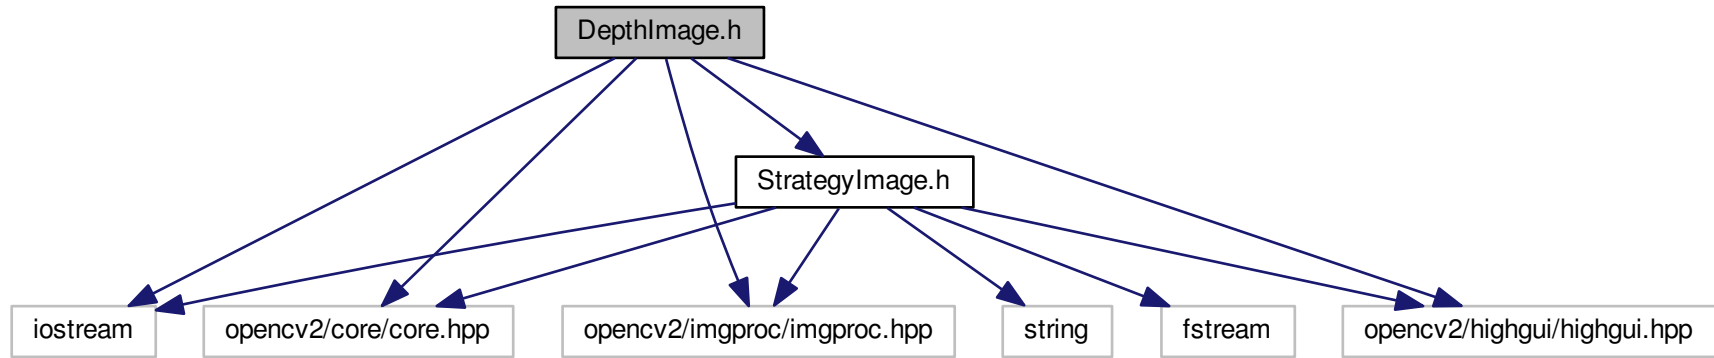 DepthImage.h
StrategyImage.h
iostream
opencv2/core/core.hpp
opencv2/imgproc/imgproc.hpp
string
fstream
opencv2/highgui/highgui.hpp